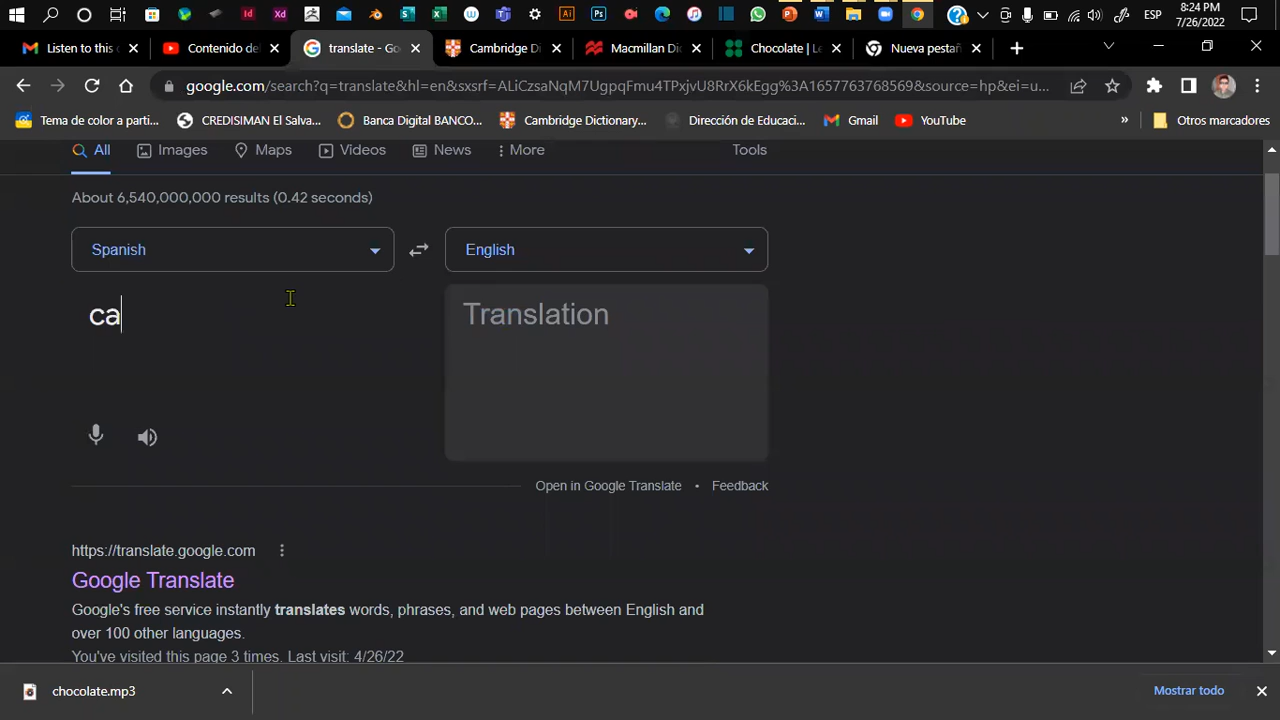 8:24 PM
ESP
7/26/2022
Listen to this c
Contenido del
translate - Go
Cambridge Di
Macmillan Dic
Chocolate | Le
Nueva pestañ
google.com/search?q=translate&hl=en&sxsrf=ALiCzsaNqM7UgpqFmu4TPxjvU8RrX6kEgg%3A1657763768569&source=hp&ei=u...
Tema de color a parti...
CREDISIMAN El Salva...
Banca Digital BANCO...
Cambridge Dictionary...
Dirección de Educaci...
Gmail
YouTube
»
Otros marcadores
All
Images
Maps
Videos
News
More
Tools
About 6,540,000,000 results (0.42 seconds)
Spanish
English
ca
Translation
Open in Google Translate • Feedback
https://translate.google.com
Google Translate
Google's free service instantly translates words, phrases, and web pages between English and
over 100 other languages.
You've visited this page 3 times. Last visit: 4/26/22
chocolate.mp3
Mostrar todo